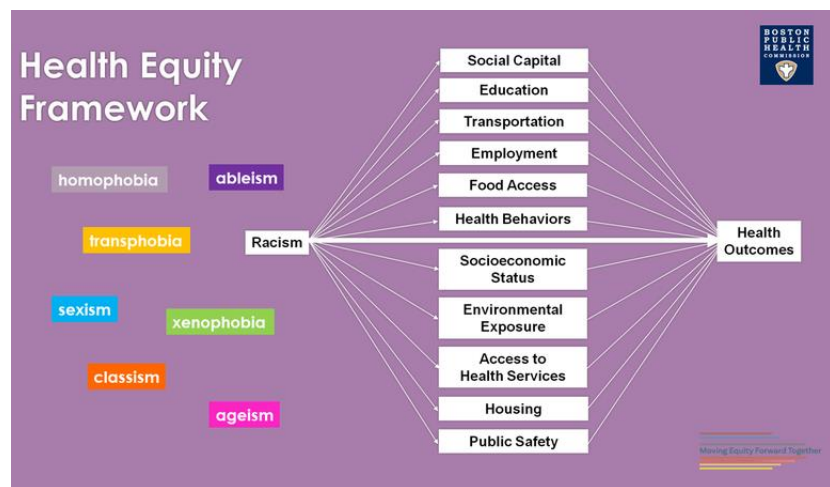 Health Equity
Framework
BOSTON
PUBLIC
HEALTH
COMMISSION
homophobia
ableism
transphobia
sexism
xenophobia
classism
ageism
Racism
Social Capital
Education
Transportation
Employment
Food Access
Health Behaviors
Socioeconomic
Status
Environmental
Exposure
Access to
Health Services
Housing
Public Safety
Health
Outcomes
Moving Equity Forward Together